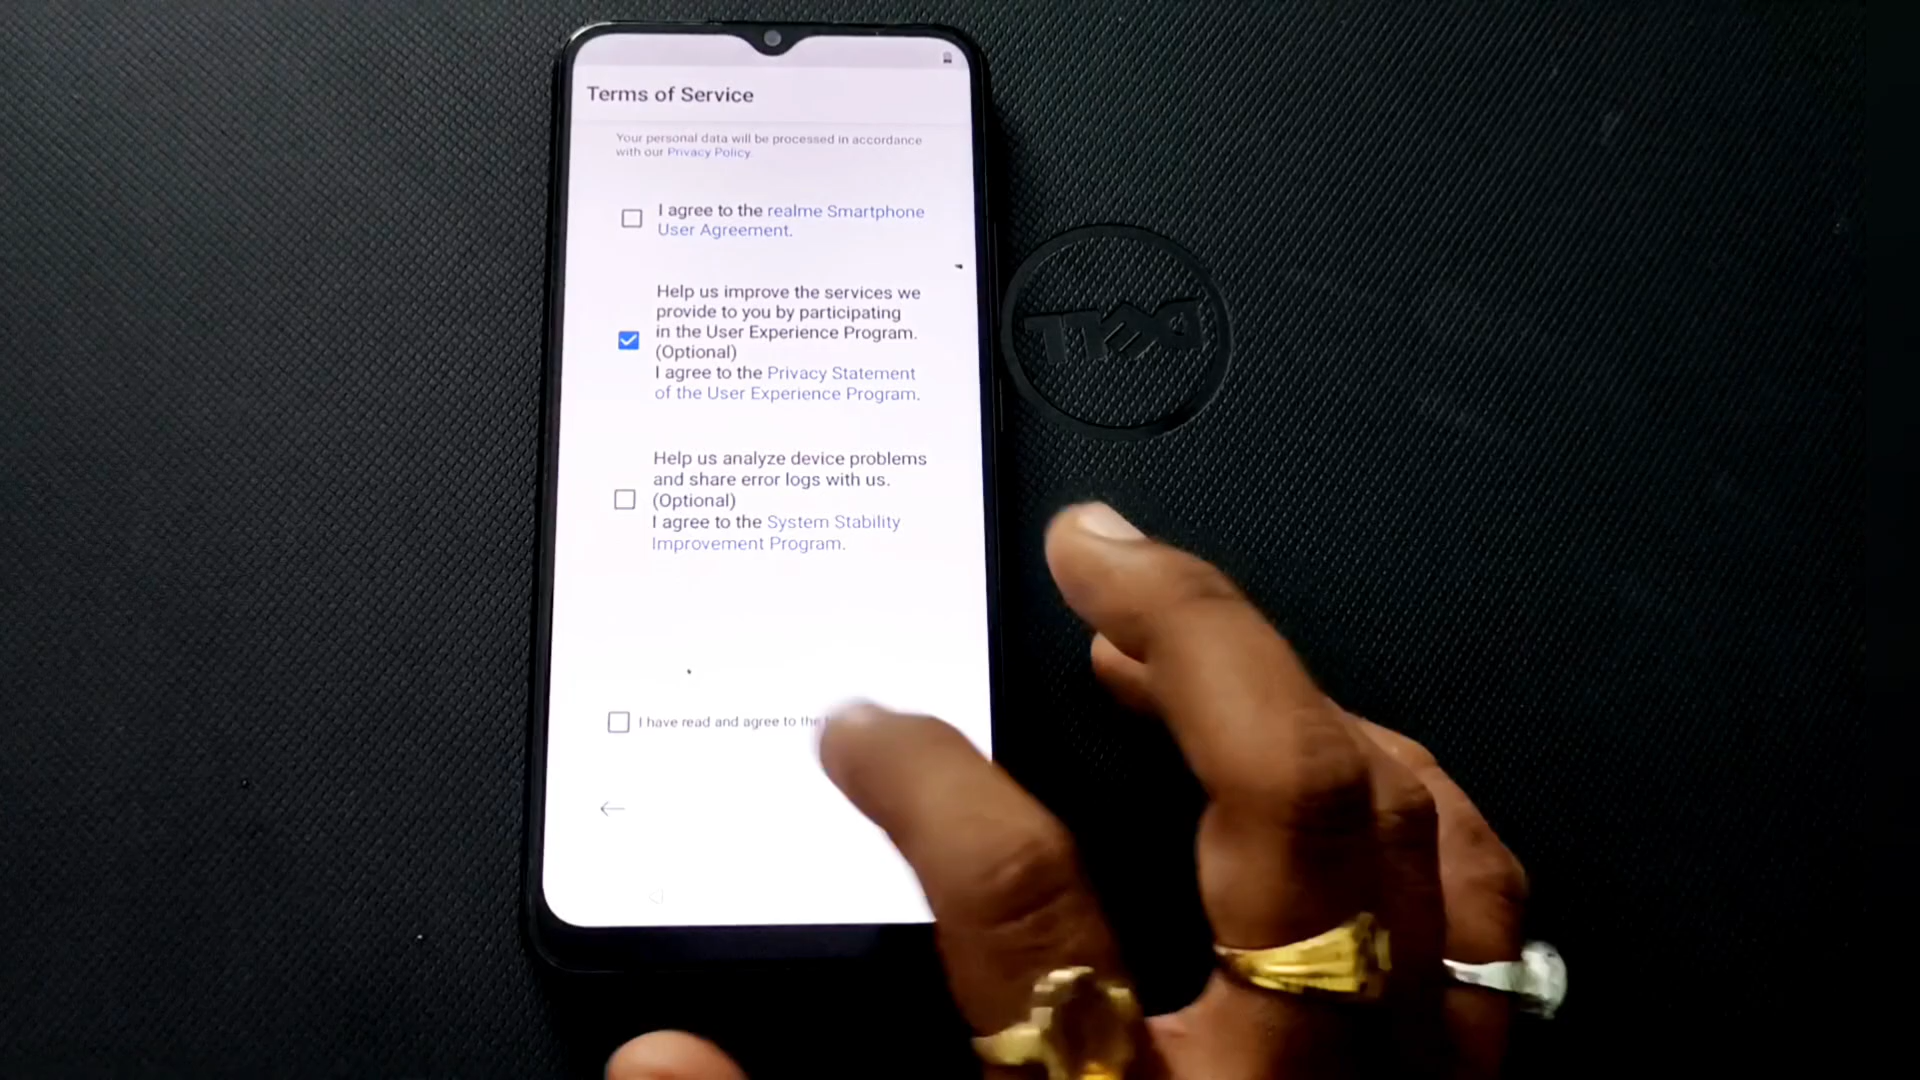 Terms of Service
Your personal data will be processed in accordance
with our Privacy Policy.
I agree to the realme Smartphone
User Agreement.
Help us improve the services we
provide to you by participating
in the User Experience Program.
(Optional)
I agree to the Privacy Statement
of the User Experience Program.
Help us analyze device problems
and share error logs with us.
(Optional)
I agree to the System Stability
Improvement Program.
I have read and agree to the
DELL